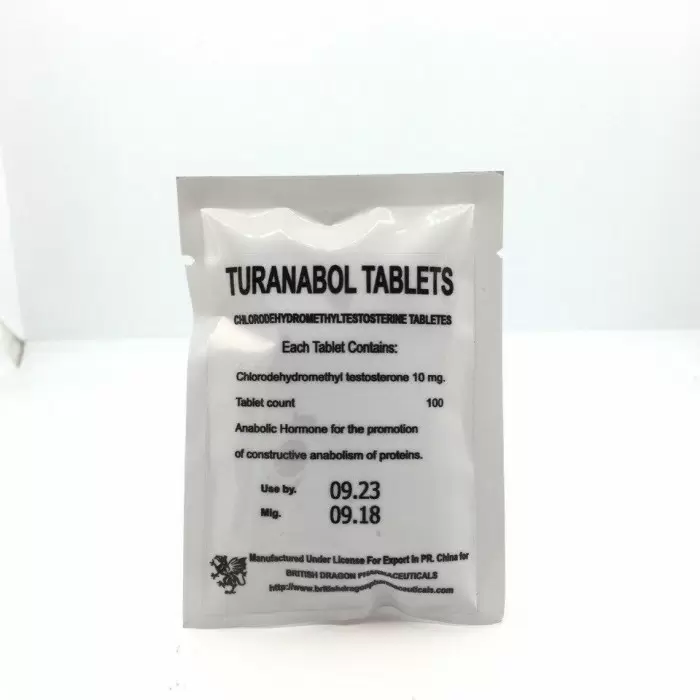 TURANABOL TABLETS
CHLORODEHYDROMETHYLTESTOSTERINE TABLETES
Each Tablet Contains:
Chlorodehydromethyl testosterone 10 mg.
Tablet count 100
Anabolic Hormone for the promotion
of constructive anabolism of proteins.
Use by. 09.23
Mig. 09.18
Manufactured Under License For Export In PR. China for
BRITISH DRAGON PHARMACEUTICALS